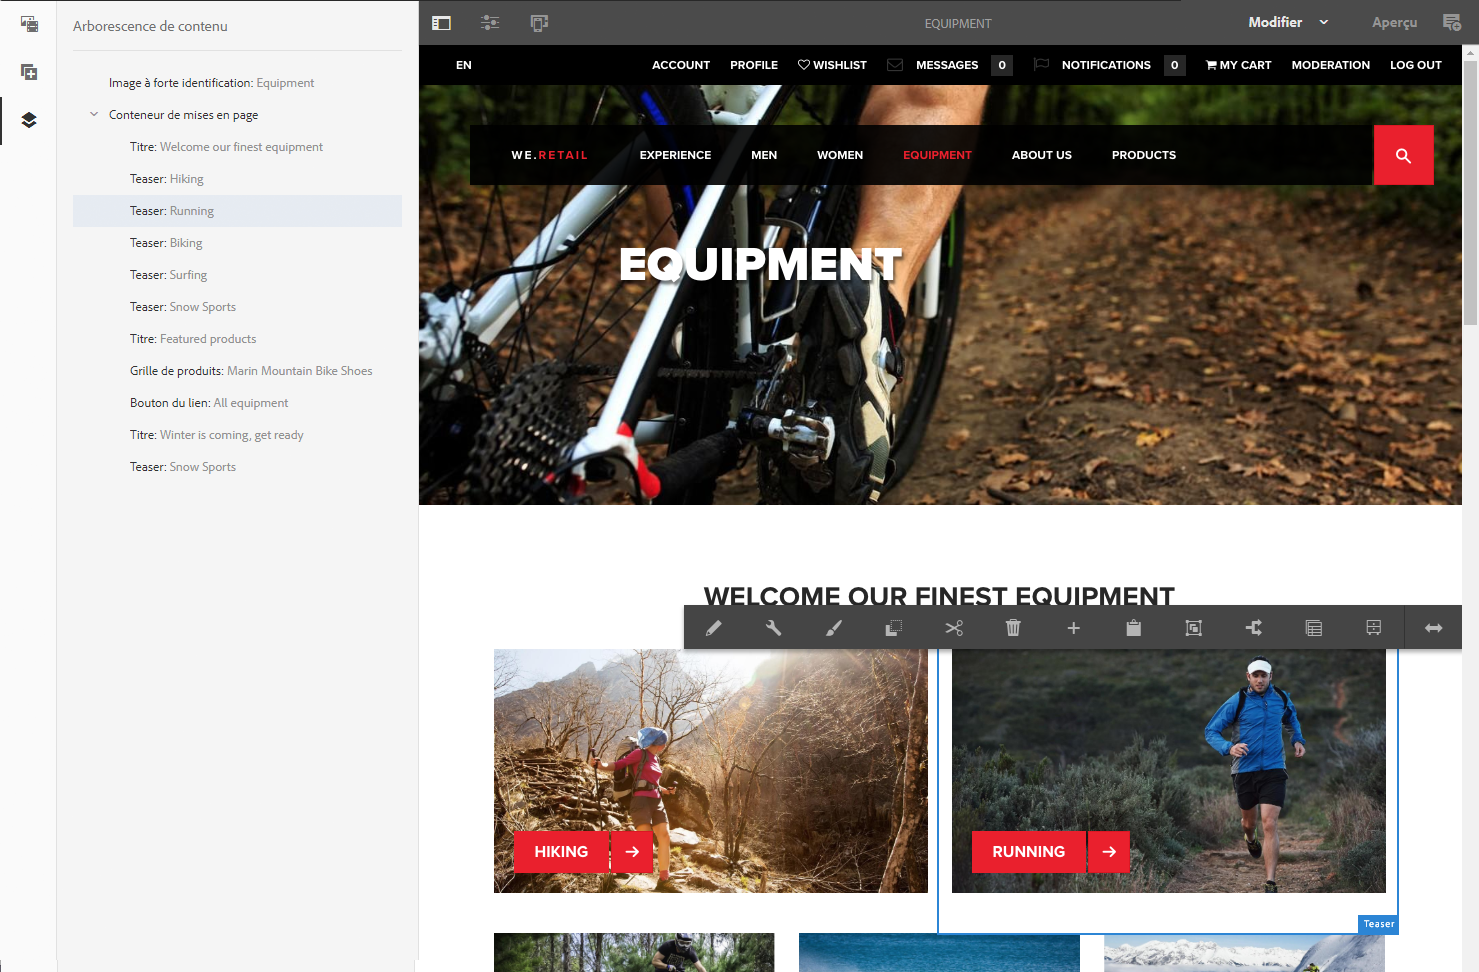 Arborescence de contenu
Image à forte identification: Equipment
Conteneur de mises en page
Titre: Welcome our finest equipment
Teaser: Hiking
Teaser: Running
Teaser: Biking
Teaser: Surfing
Teaser: Snow Sports
Titre: Featured products
Grille de produits: Marin Mountain Bike Shoes
Bouton du lien: All equipment
Titre: Winter is coming, get ready
Teaser: Snow Sports
EQUIPMENT
Modifier
Aperçu
EN ACCOUNT PROFILE WISHLIST MESSAGES 0 NOTIFICATIONS 0 MY CART MODERATION LOG OUT
WE.RETAIL EXPERIENCE MEN WOMEN EQUIPMENT ABOUT US PRODUCTS
EQUIPMENT
WELCOME OUR FINEST EQUIPMENT
HIKING
RUNNING
Teaser